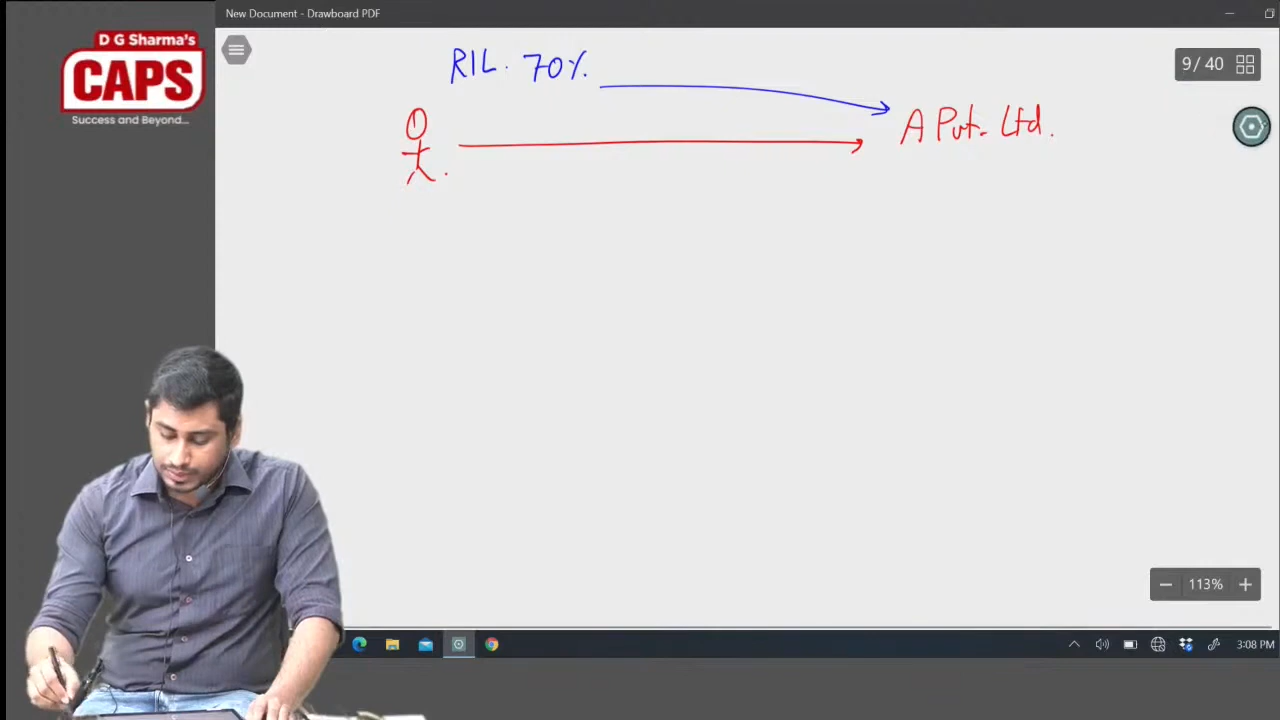 New Document - Drawboard PDF
D G Sharma's
CAPS
Success and Beyond...
RIL. 70%.
9 / 40
A Pvt. Ltd.
113%
3:08 PM